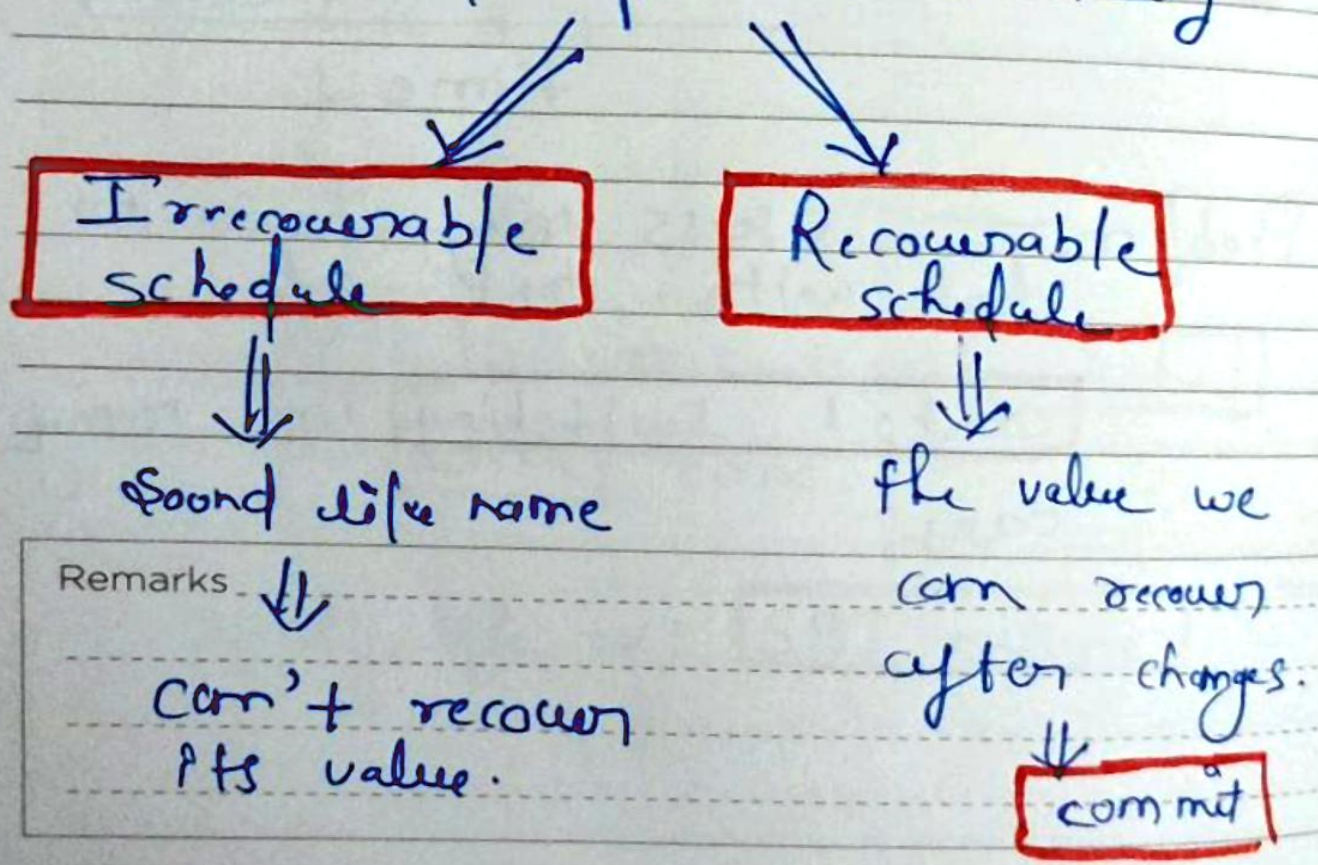 Irrecoverable
schedule
Recoverable
schedule
Sound like name
the value we
Remarks
can recover
after changes.
Can't recover
its value.
commit